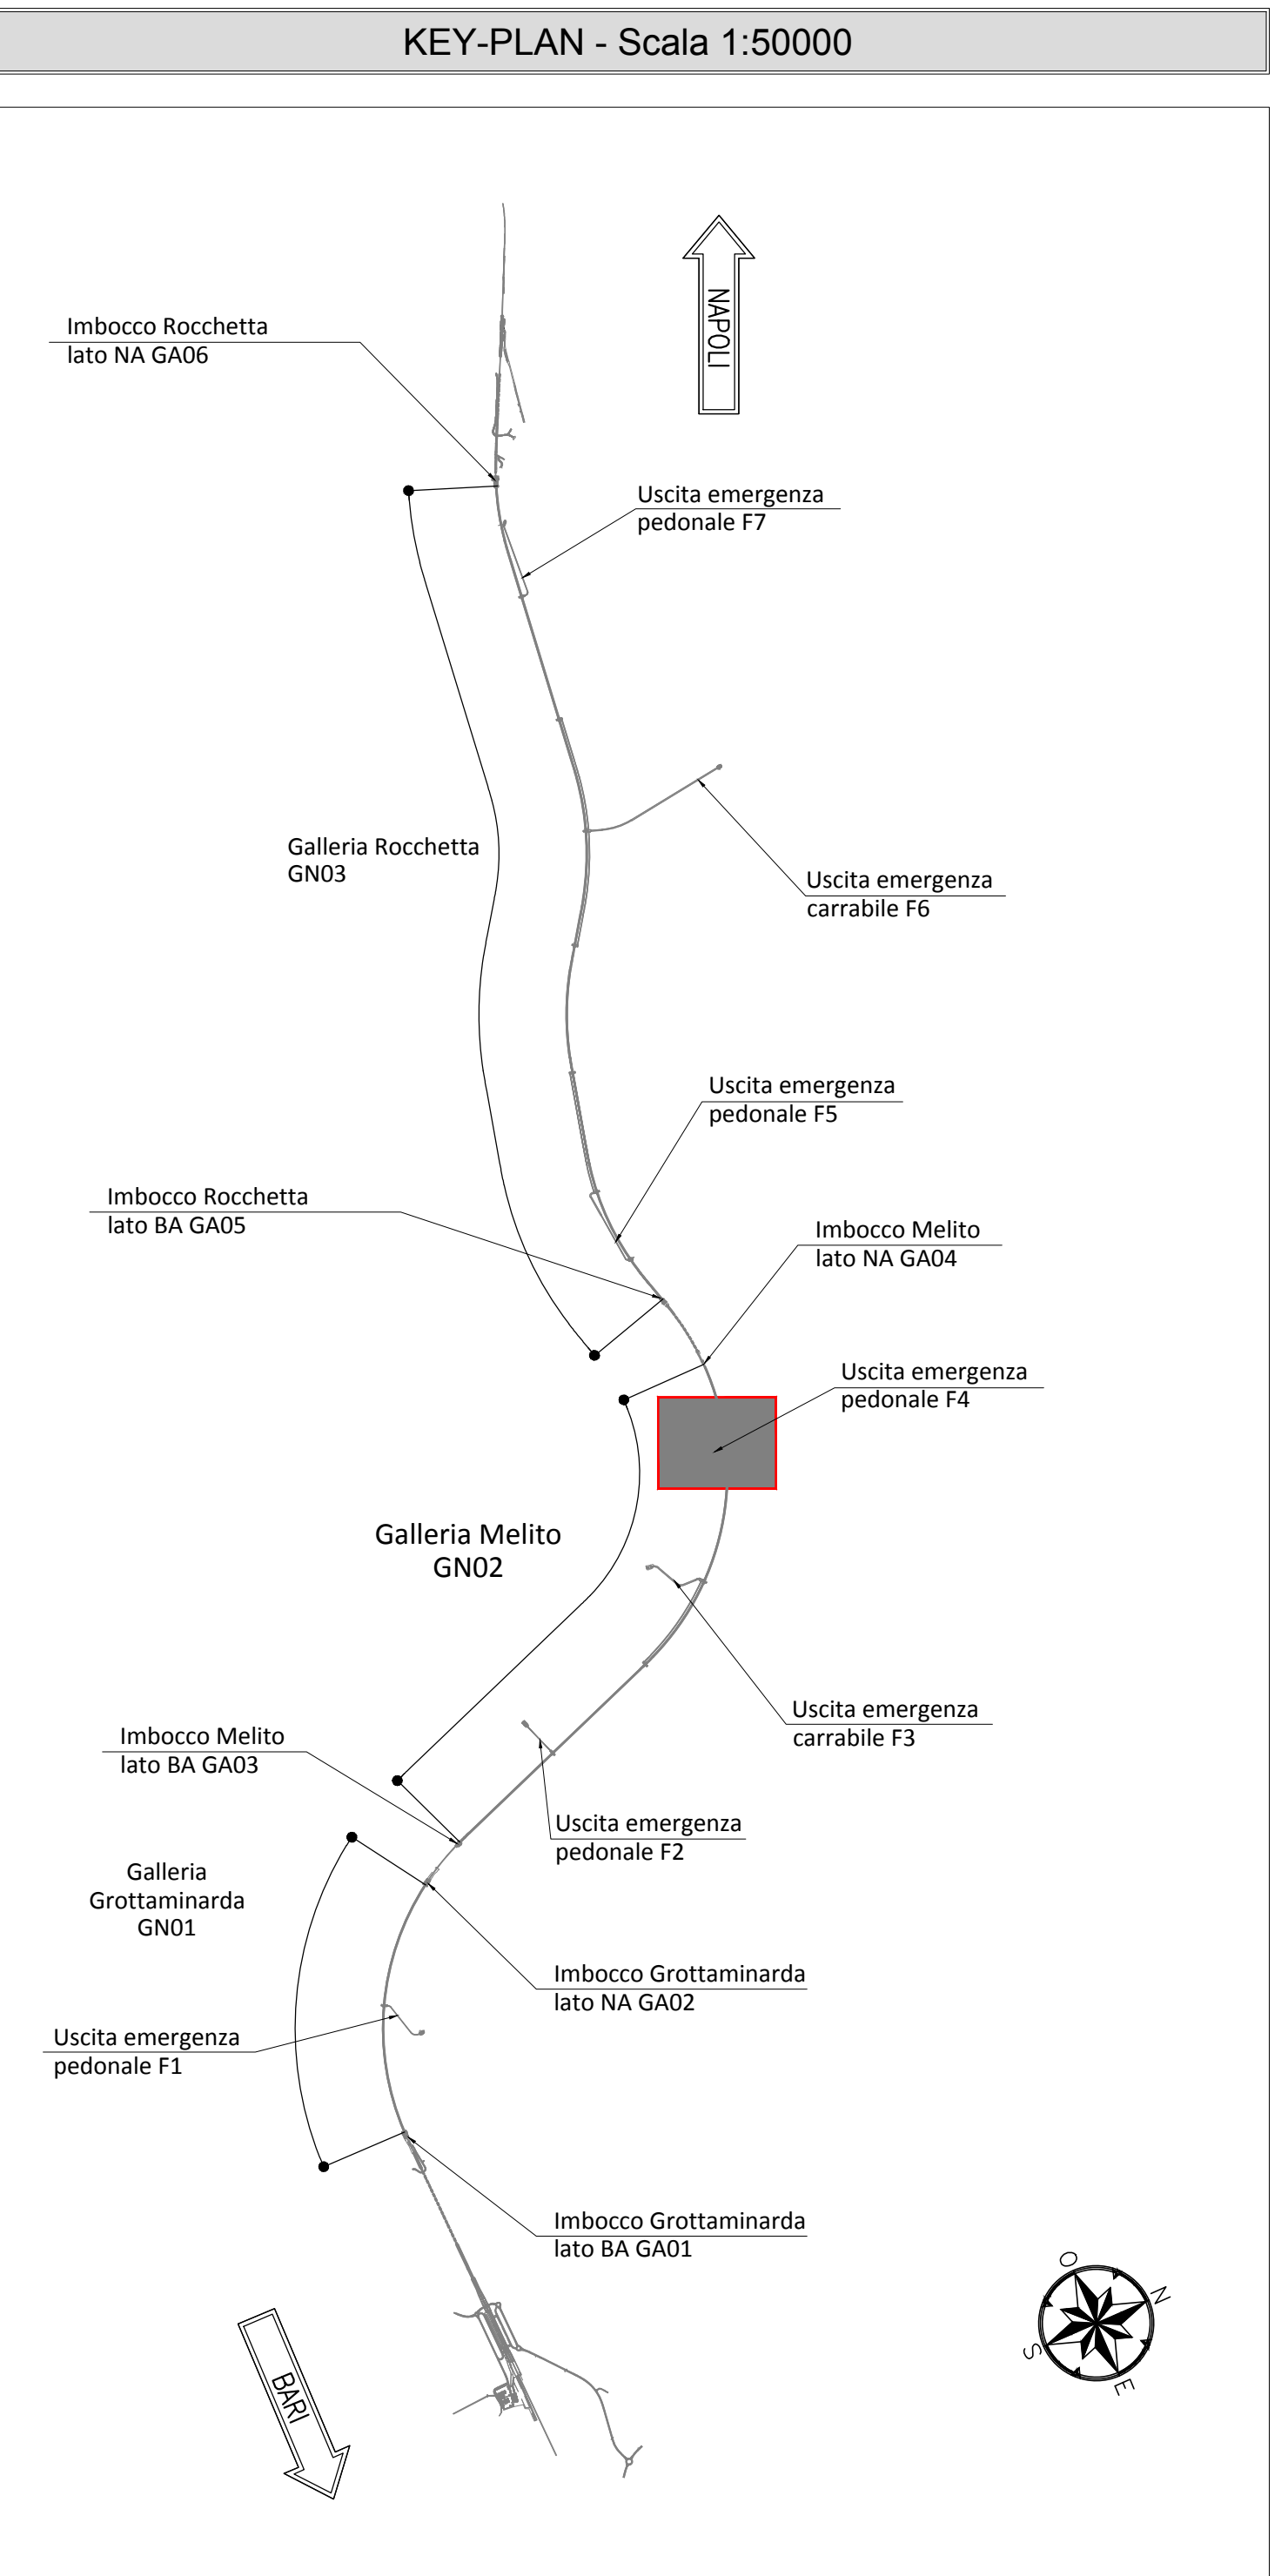 KEY-PLAN - Scala 1:50000
NAPOLI
Imbocco Rocchetta
lato NA GA06
Uscita emergenza
pedonale F7
Galleria Rocchetta
GN03
Uscita emergenza
carrabile F6
Uscita emergenza
pedonale F5
Imbocco Rocchetta
lato BA GA05
Imbocco Melito
lato NA GA04
Uscita emergenza
pedonale F4
Galleria Melito
GN02
Uscita emergenza
carrabile F3
Imbocco Melito
lato BA GA03
Uscita emergenza
pedonale F2
Galleria
Grottaminarda
GN01
Imbocco Grottaminarda
lato NA GA02
Uscita emergenza
pedonale F1
Imbocco Grottaminarda
lato BA GA01
O
N
S
E
BARI